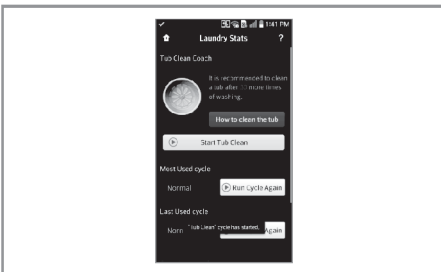 1:41 PM
Laundry Stats ?
Tub Clean Coach
It is recommended to clean
a tub after 30 more times
of washing.
How to clean the tub
Start Tub Clean
Most Used cycle
Normal Run Cycle Again
Last Used cycle
Norn "Tub Clean" cycle has started. Again